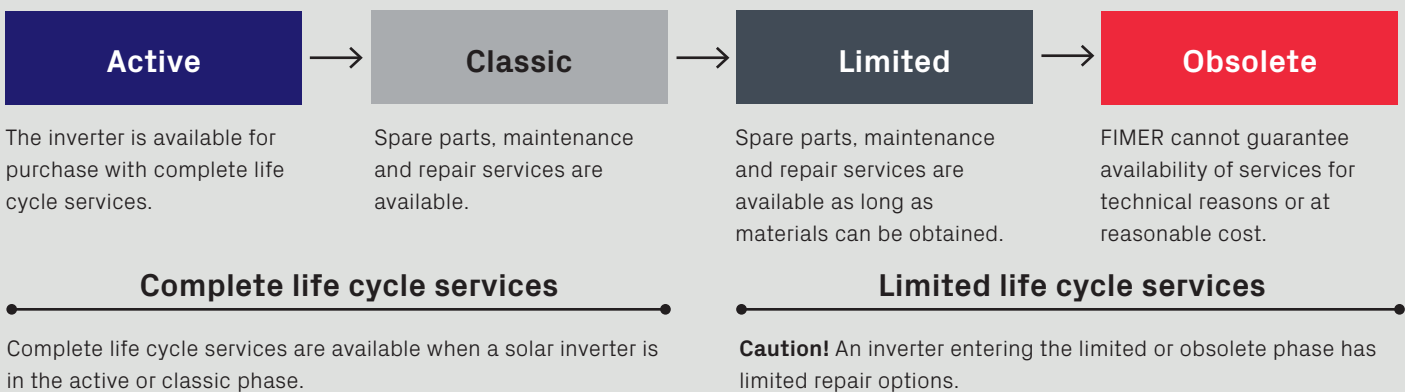 Active
Classic
Limited
Obsolete
The inverter is available for
purchase with complete life
cycle services.
Spare parts, maintenance
and repair services are
available.
Spare parts, maintenance
and repair services are
available as long as
materials can be obtained.
FIMER cannot guarantee
availability of services for
technical reasons or at
reasonable cost.
Complete life cycle services
Complete life cycle services are available when a solar inverter is
in the active or classic phase.
Limited life cycle services
Caution! An inverter entering the limited or obsolete phase has
limited repair options.